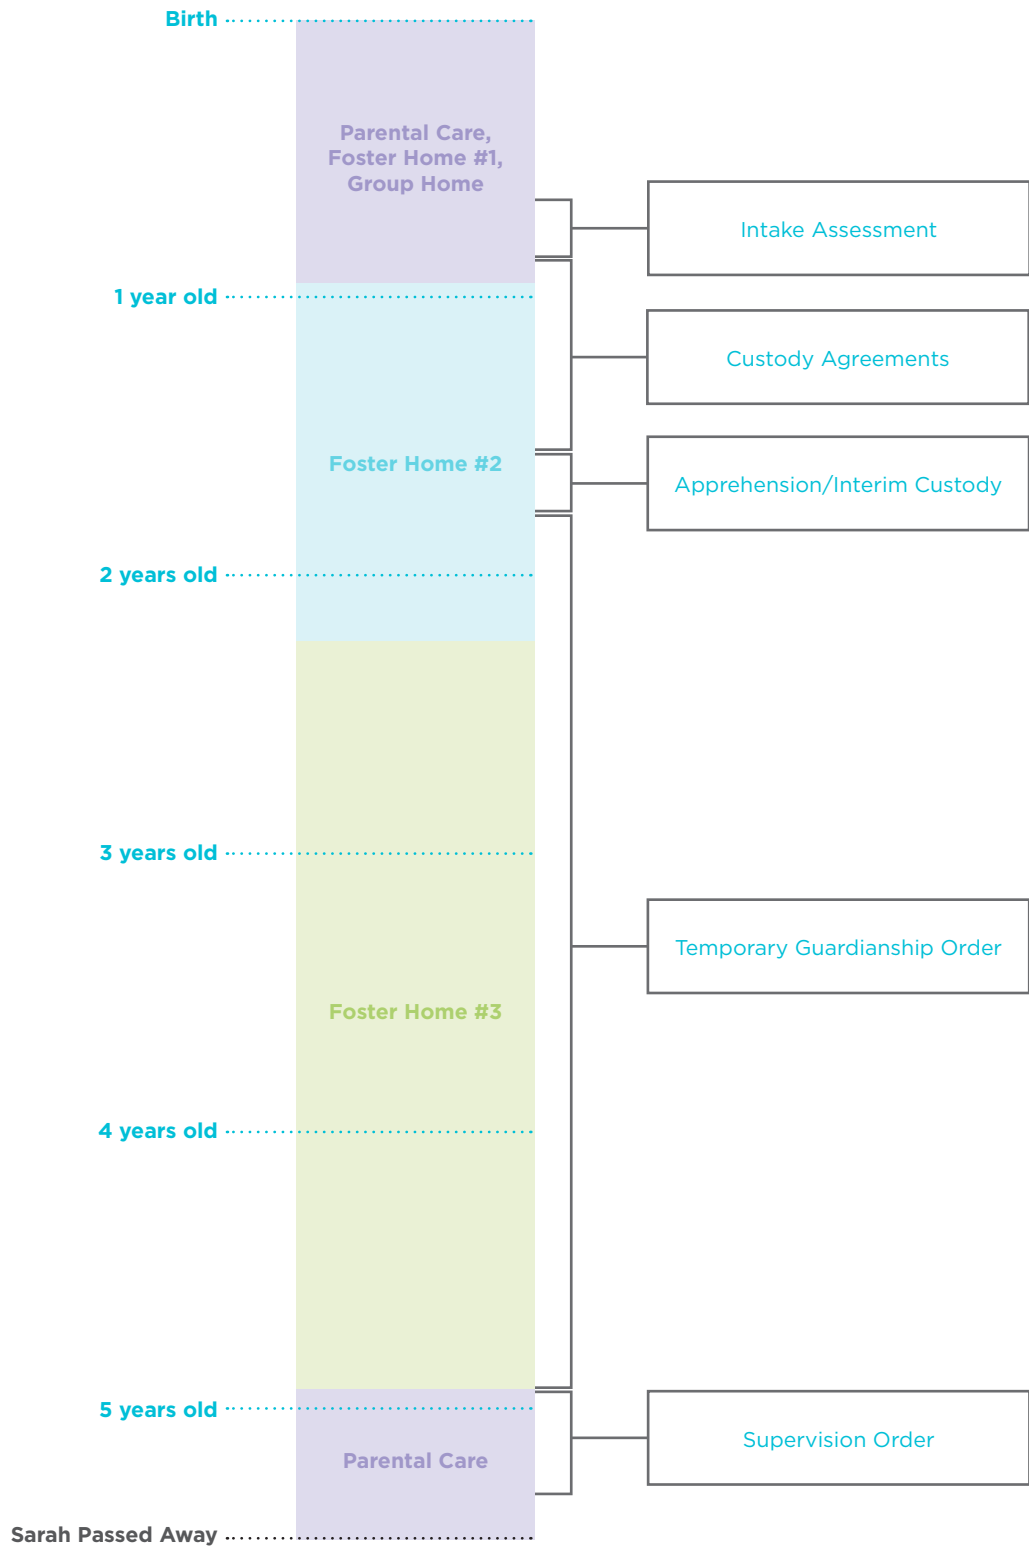 Birth
Parental Care,
Foster Home #1,
Group Home
Intake Assessment
1 year old
Custody Agreements
Foster Home #2
Apprehension/Interim Custody
2 years old
3 years old
Temporary Guardianship Order
Foster Home #3
4 years old
5 years old
Supervision Order
Parental Care
Sarah Passed Away